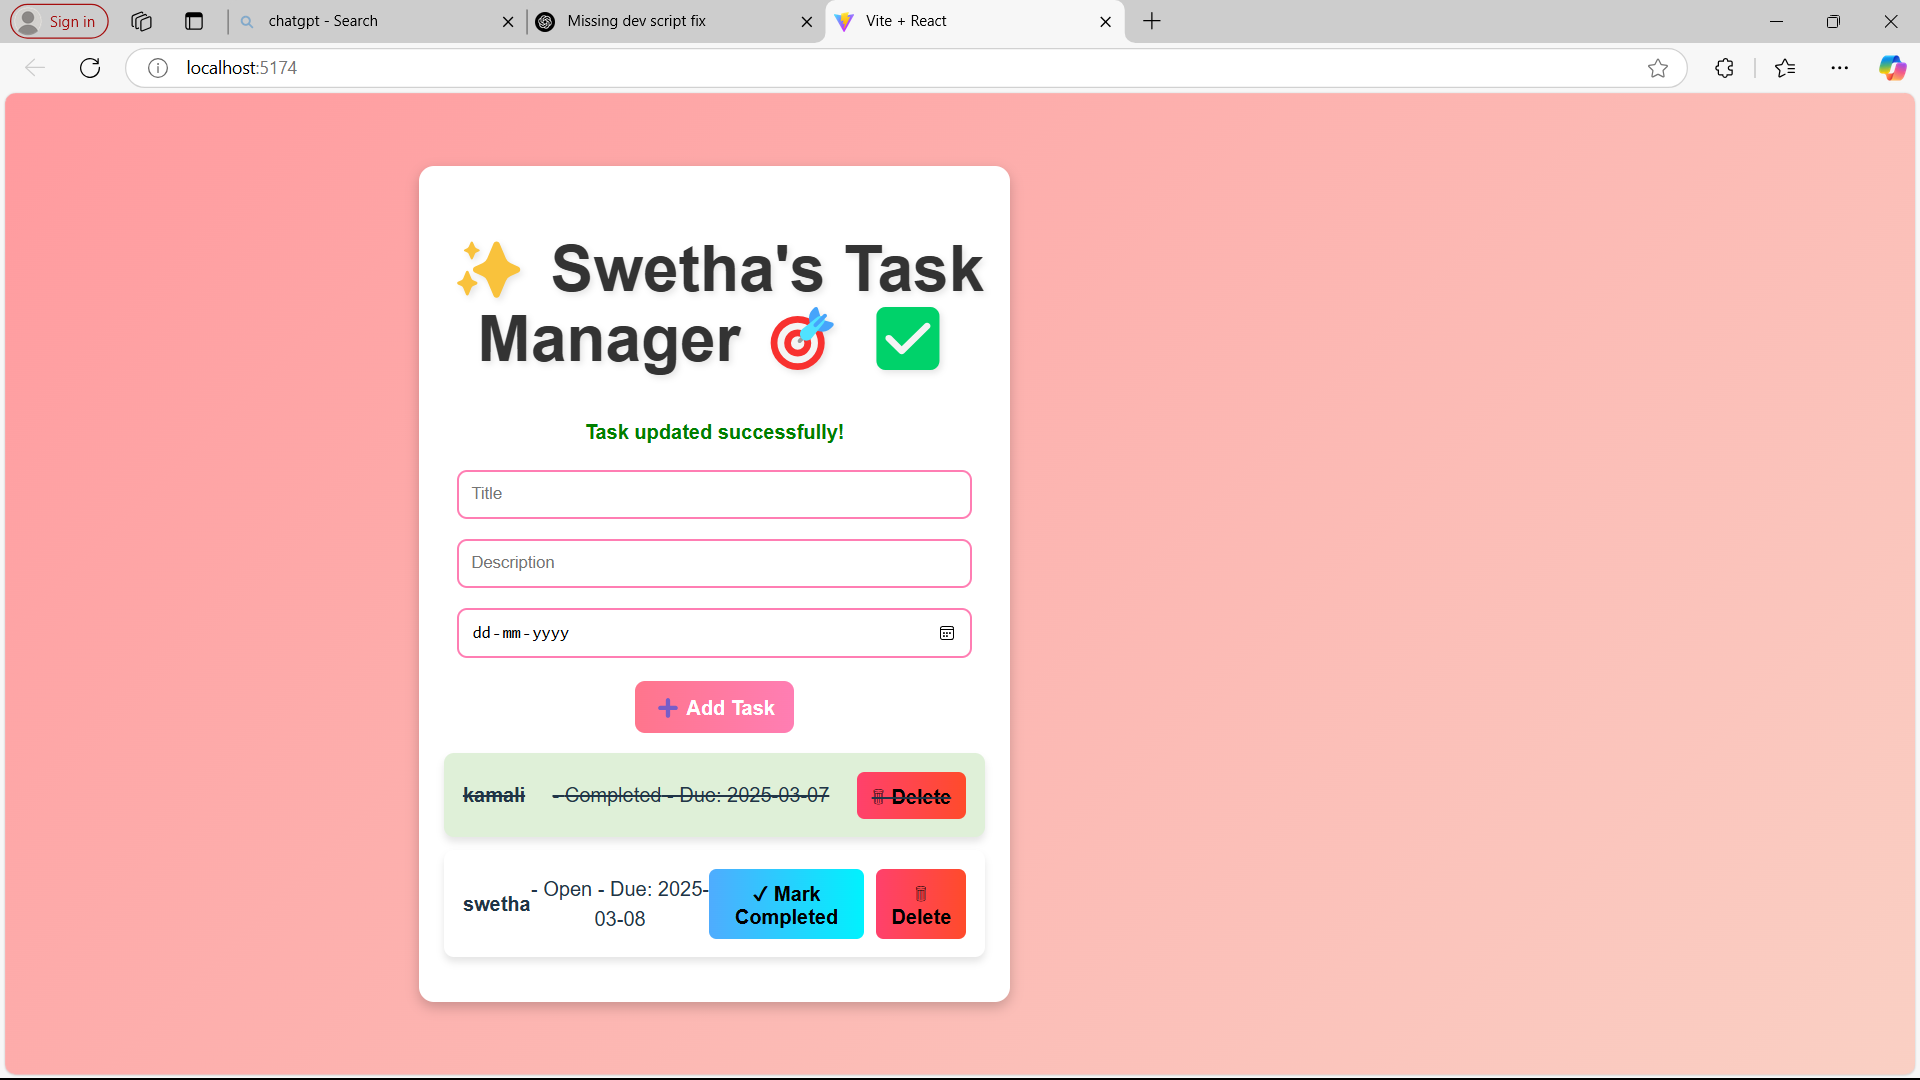 Sign in
chatgpt - Search
Missing dev script fix
Vite + React
localhost:5174
✨ Swetha's Task
Manager 🎯 ✅
Task updated successfully!
Title
Description
dd-mm-yyyy
➕ Add Task
kamali - Completed - Due: 2025-03-07 🗑 Delete
swetha
- Open - Due: 2025-
03-08
✓ Mark
Completed
🗑
Delete